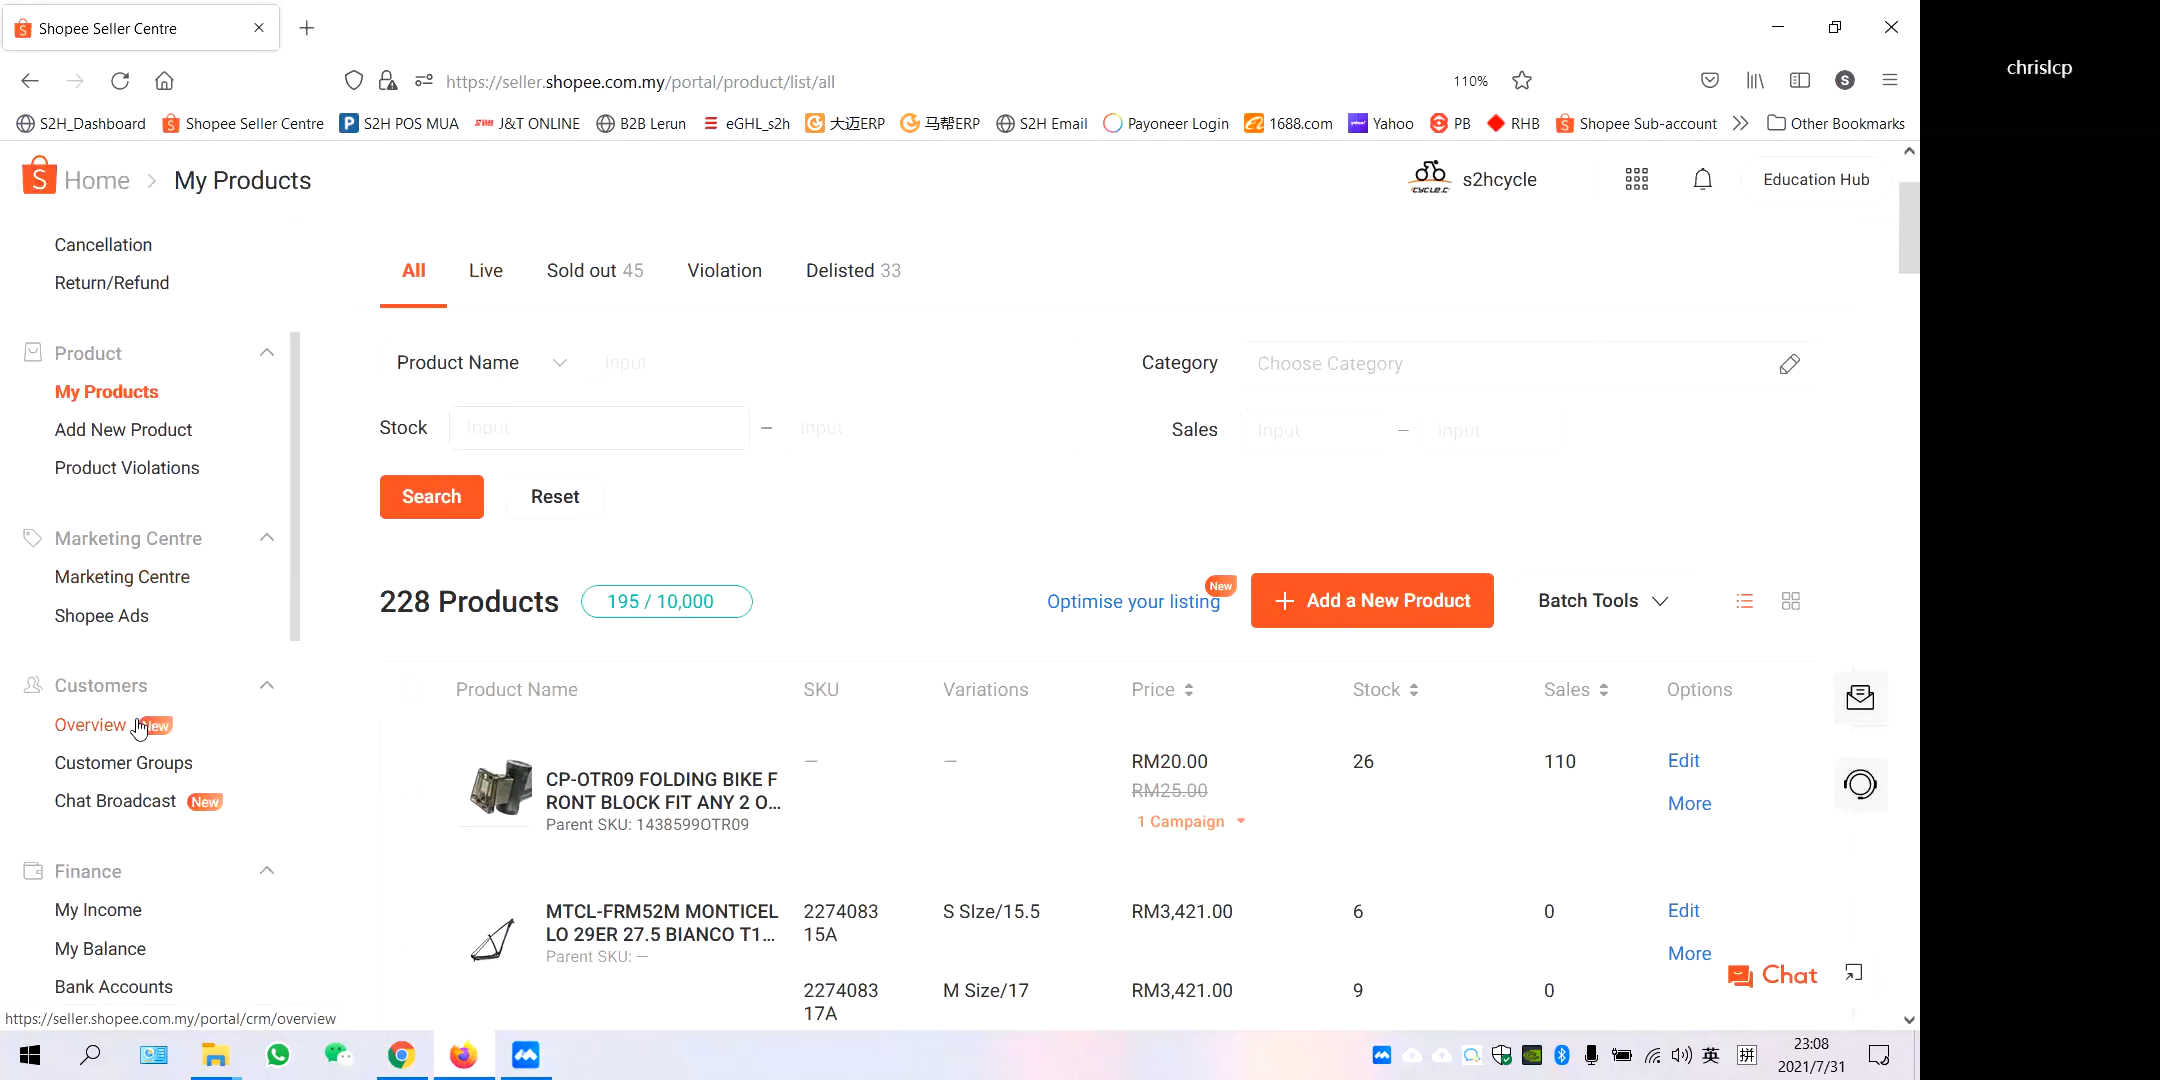 Shopee Seller Centre
chrislcp
https://seller.shopee.com.my/portal/product/list/all
110%
S
S2H_Dashboard
Shopee Seller Centre
S2H POS MUA
J&T ONLINE
B2B Lerun
eGHL_s2h
大迈ERP
马帮ERP
S2H Email
Payoneer Login
1688.com
Yahoo
PB
RHB
Shopee Sub-account
Other Bookmarks
Home > My Products
s2hcycle
Education Hub
Cancellation
Return/Refund
Product
My Products
Add New Product
Product Violations
Marketing Centre
Marketing Centre
Shopee Ads
Customers
Overview
Customer Groups
Chat Broadcast New
Finance
My Income
My Balance
Bank Accounts
All Live Sold out 45 Violation Delisted 33
Product Name Input
Category Choose Category
Stock Input – Input
Sales Input – Input
Search Reset
228 Products 195 / 10,000
Optimise your listing New
+ Add a New Product
Batch Tools
Product Name SKU Variations Price Stock Sales Options
CP-OTR09 FOLDING BIKE F
RONT BLOCK FIT ANY 2 O...
Parent SKU: 1438599OTR09
— —
RM20.00
RM25.00
1 Campaign
26 110
Edit
More
MTCL-FRM52M MONTICEL
LO 29ER 27.5 BIANCO T1...
Parent SKU: —
2274083
15A
S SIze/15.5 RM3,421.00 6 0
Edit
More
2274083
17A
M Size/17 RM3,421.00 9 0
Chat
https://seller.shopee.com.my/portal/crm/overview
英
拼
23:08
2021/7/31